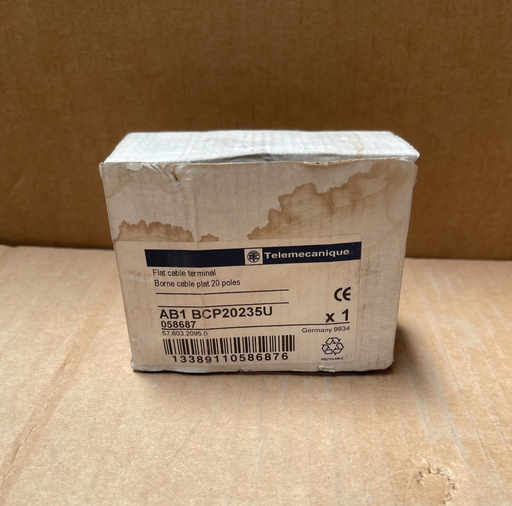 Telemecanique
Flat cable terminal
Borne cable plat 20 poles
AB1 BCP20235U
058687
x 1
57.603.2095.0
Germany 9934
13389110586876
RECYCLABLE